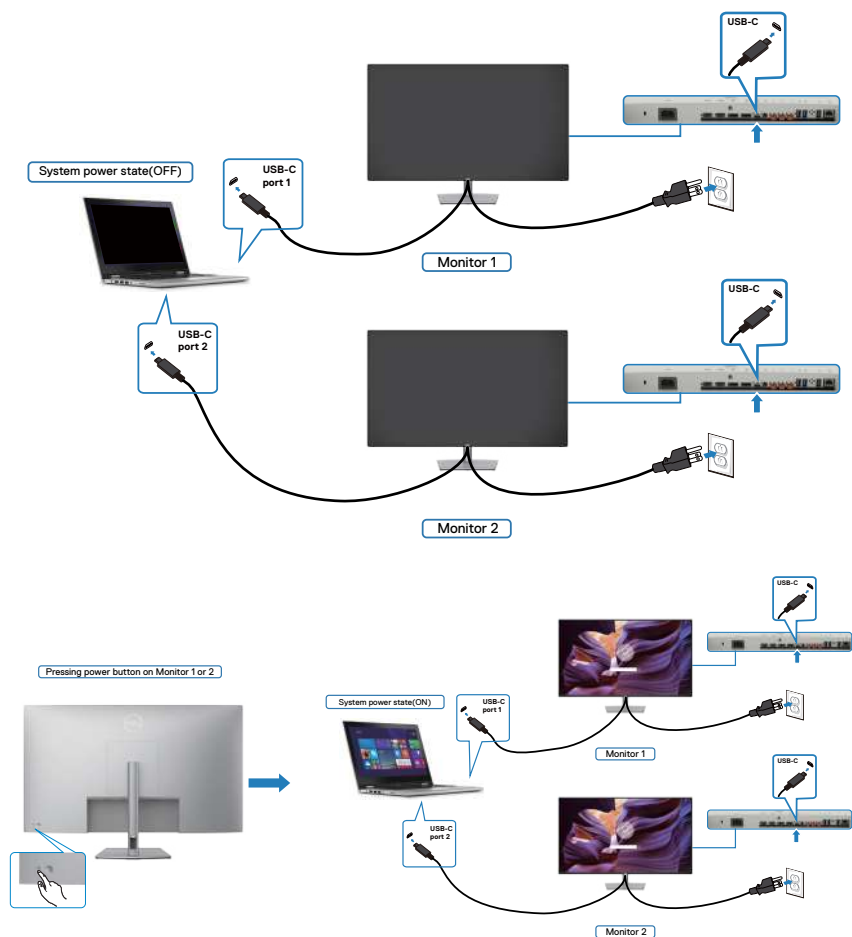 USB-C
System power state(OFF)
USB-C
port 1
Monitor 1
USB-C
USB-C
port 2
Monitor 2
USB-C
Pressing power button on Monitor 1 or 2
System power state(ON)
USB-C
port 1
Monitor 1
USB-C
USB-C
port 2
Monitor 2